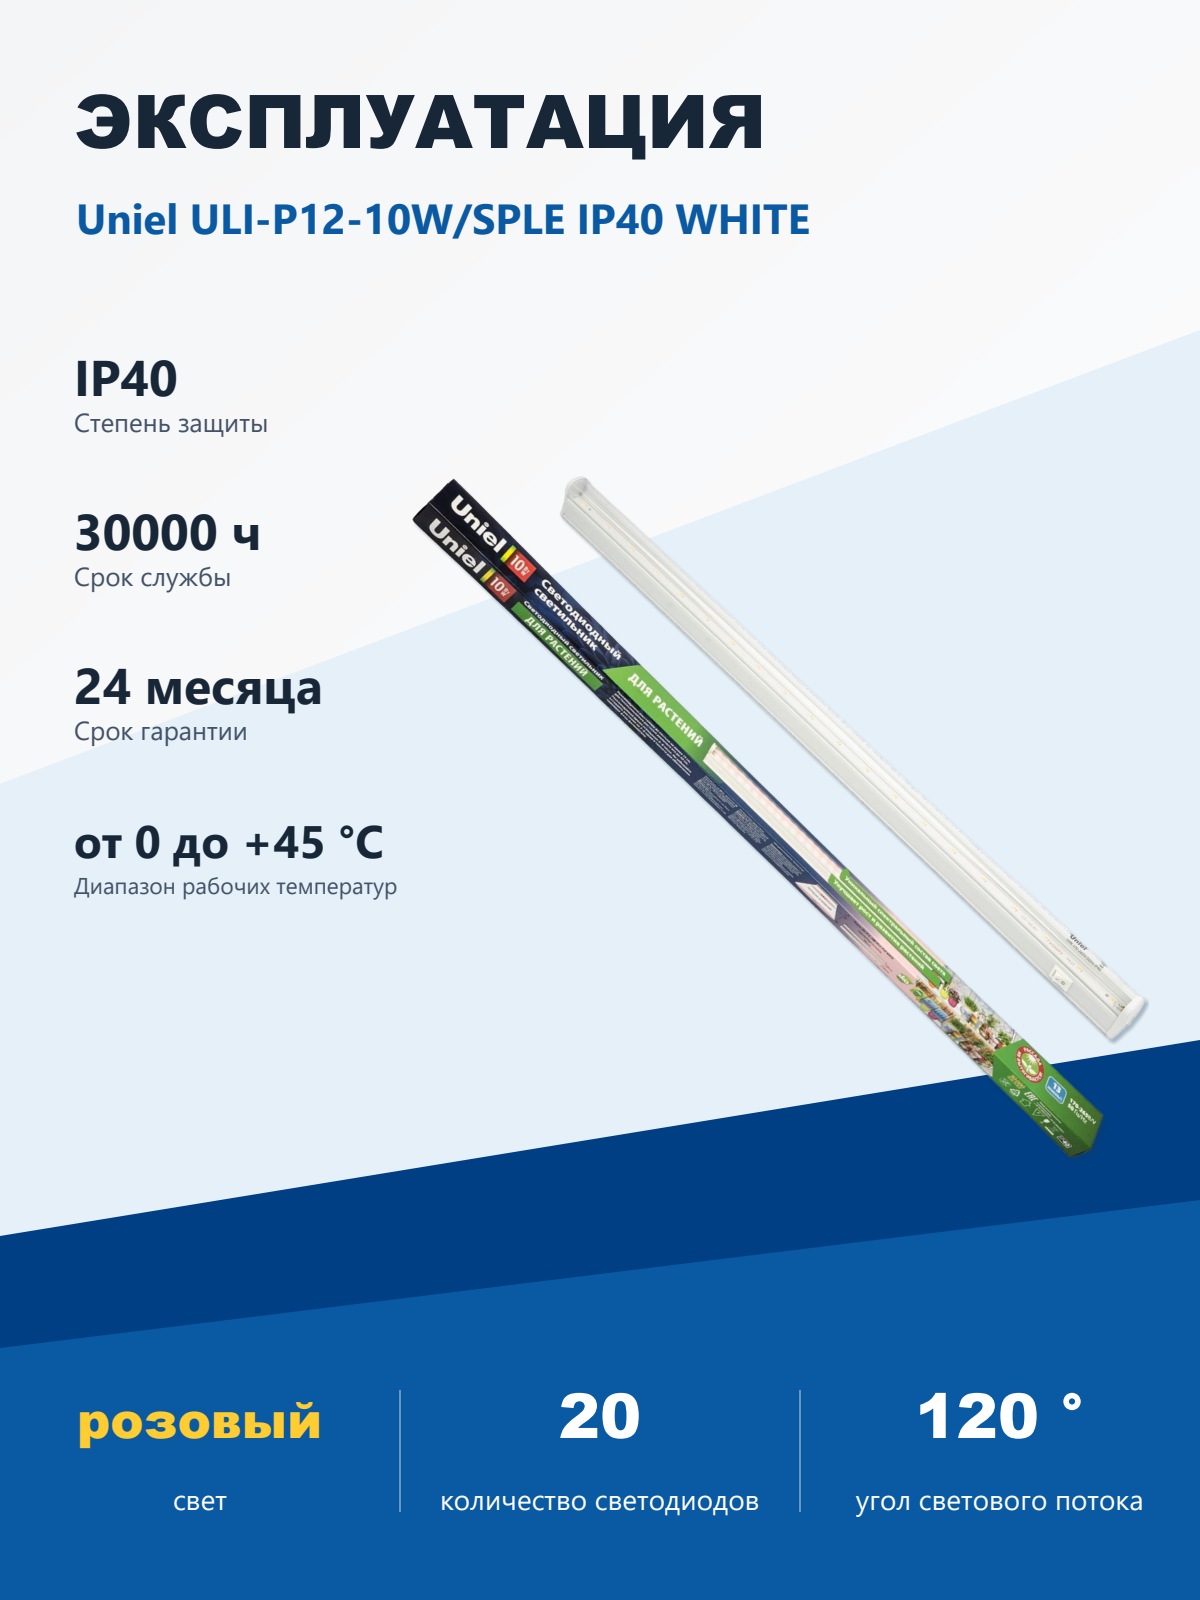 ЭКСПЛУАТАЦИЯ
Uniel ULI-P12-10W/SPLE IP40 WHITE
IP40
Степень защиты
30000 ч
Срок службы
24 месяца
Срок гарантии
от 0 до +45 °C
Диапазон рабочих температур
Uniel
10
Светодиодный
светильник
ДЛЯ РАСТЕНИЙ
Uniel
10
Светодиодный светильник
ДЛЯ РАСТЕНИЙ
Uniel
13
розовый
свет
20
количество светодиодов
120 °
угол светового потока